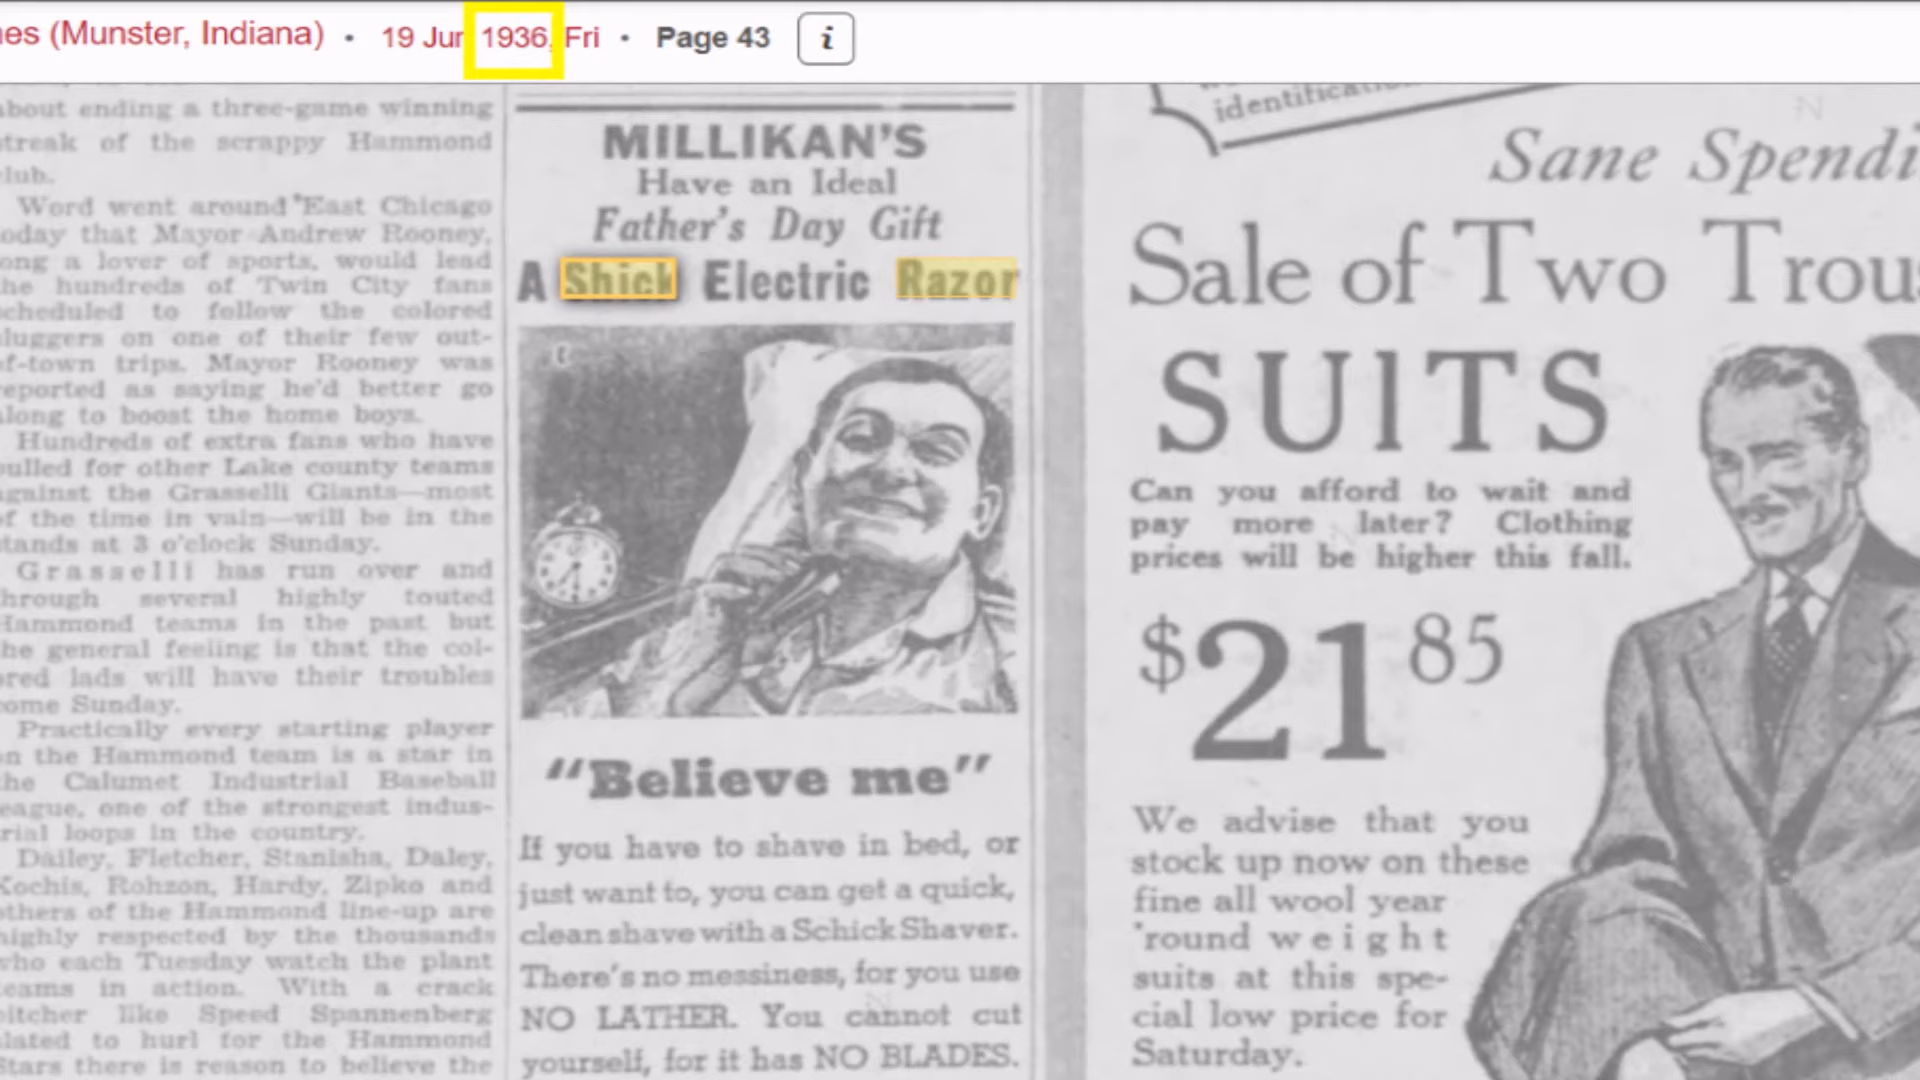 (Munster, Indiana) • 19 Jun 1936, Fri • Page 43 i
about ending a three-game winning
streak of the scrappy Hammond
club.
Word went around East Chicago
today that Mayor Andrew Rooney,
long a lover of sports, would lead
the hundreds of Twin City fans
scheduled to follow the colored
sluggers on one of their few out-
of-town trips. Mayor Rooney was
reported as saying he'd better go
along to boost the home boys.
Hundreds of extra fans who have
pulled for other Lake county teams
against the Grasselli Giants—most
of the time in vain—will be in the
stands at 3 o'clock Sunday.
Grasselli has run over and
through several highly touted
Hammond teams in the past but
the general feeling is that the col-
ored lads will have their troubles
come Sunday.
Practically every starting player
on the Hammond team is a star in
the Calumet Industrial Baseball
league, one of the strongest indus-
trial loops in the country.
Dailey, Fletcher, Stanisha, Daley,
Kochis, Rohzon, Hardy, Zipko and
others of the Hammond line-up are
highly respected by the thousands
who each Tuesday watch the plant
teams in action. With a crack
pitcher like Speed Spannenberg
slated to hurl for the Hammond
Stars there is reason to believe the
MILLIKAN'S
Have an Ideal
Father's Day Gift
A Shick Electric Razor
"Believe me"
If you have to shave in bed, or
just want to, you can get a quick,
clean shave with a Schick Shaver.
There's no messiness, for you use
NO LATHER. You cannot cut
yourself, for it has NO BLADES.
Sane Spendi
Sale of Two Trous
SUITS
Can you afford to wait and
pay more later? Clothing
prices will be higher this fall.
$21 85
We advise that you
stock up now on these
fine all wool year
'round weight
suits at this spe-
cial low price for
Saturday.